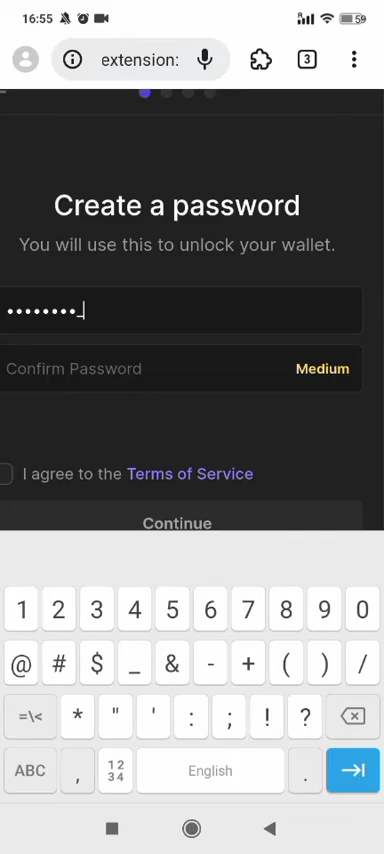 16:55
59
extension:
3
Create a password
You will use this to unlock your wallet.
••••••••_
Confirm Password
Medium
I agree to the Terms of Service
Continue
1 2 3 4 5 6 7 8 9 0
@ # $ _ & - + ( ) /
=\< * " ' : ; ! ?
ABC , 12 34 English .